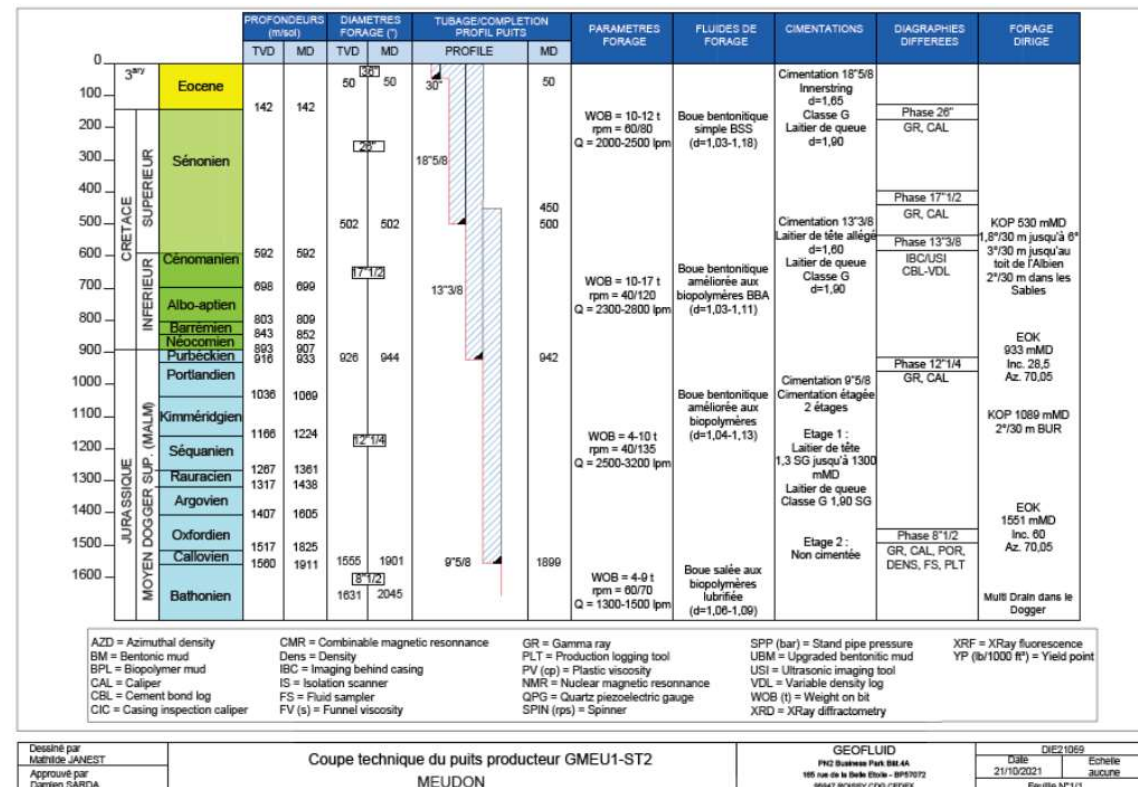 PROFONDEURS (m/sol)
DIAMETRES FORAGE (")
TUBAGE/COMPLETION PROFIL PUITS
PARAMETRES FORAGE
FLUIDES DE FORAGE
CIMENTATIONS
DIAGRAPHIES DIFFEREES
FORAGE DIRIGE
TVD MD TVD MD PROFILE MD
0
100
200
300
400
500
600
700
800
900
1000
1100
1200
1300
1400
1500
1600
3ary
CRETACE
SUPERIEUR
INFERIEUR
JURASSIQUE
MOYEN DOGGER SUP. (MALM)
Eocene
Sénonien
Cénomanien
Albo-aptien
Barrémien
Néocomien
Purbéckien
Portlandien
Kimméridgien
Séquanien
Rauracien
Argovien
Oxfordien
Callovien
Bathonien
142 142
592 592
698 699
803 809
843 852
893 907
916 933
1036 1069
1166 1224
1267 1361
1317 1438
1407 1605
1517 1825
1560 1911
36"
50 50
26"
502 502
17"1/2
926 944
12"1/4
1555 1901
8"1/2
1631 2045
30"
18"5/8
13"3/8
9"5/8
50
450
500
942
1899
WOB = 10-12 t
rpm = 60/80
Q = 2000-2500 lpm
WOB = 10-17 t
rpm = 40/120
Q = 2300-2800 lpm
WOB = 4-10 t
rpm = 40/135
Q = 2500-3200 lpm
WOB = 4-9 t
rpm = 60/70
Q = 1300-1500 lpm
Boue bentonitique
simple BSS
(d=1,03-1,18)
Boue bentonitique
améliorée aux
biopolymères BBA
(d=1,03-1,11)
Boue bentonitique
améliorée aux
biopolymères
(d=1,04-1,13)
Boue salée aux
biopolymères
lubrifiée
(d=1,06-1,09)
Cimentation 18"5/8
Innerstring
d=1,65
Classe G
Laitier de queue
d=1,90
Cimentation 13"3/8
Laitier de tête allégé
d=1,60
Laitier de queue
Classe G
d=1,90
Cimentation 9"5/8
Cimentation étagée
2 étages
Etage 1 :
Laitier de tête
1,3 SG jusqu'à 1300
mMD
Laitier de queue
Classe G 1,90 SG
Etage 2 :
Non cimentée
Phase 26"
GR, CAL
Phase 17"1/2
GR, CAL
Phase 13"3/8
IBC/USI
CBL-VDL
Phase 12"1/4
GR, CAL
Phase 8"1/2
GR, CAL, POR,
DENS, FS, PLT
KOP 530 mMD
1,8°/30 m jusqu'à 6°
3°/30 m jusqu'au
toit de l'Albien
2°/30 m dans les
Sables
EOK
933 mMD
Inc. 28,5
Az. 70,05
KOP 1089 mMD
2°/30 m BUR
EOK
1551 mMD
Inc. 60
Az. 70,05
Multi Drain dans le
Dogger
AZD = Azimuthal density
BM = Bentonic mud
BPL = Biopolymer mud
CAL = Caliper
CBL = Cement bond log
CIC = Casing inspection caliper
CMR = Combinable magnetic resonnance
Dens = Density
IBC = Imaging behind casing
IS = Isolation scanner
FS = Fluid sampler
FV (s) = Funnel viscosity
GR = Gamma ray
PLT = Production logging tool
PV (cp) = Plastic viscosity
NMR = Nuclear magnetic resonnance
QPG = Quartz piezoelectric gauge
SPIN (rps) = Spinner
SPP (bar) = Stand pipe pressure
UBM = Upgraded bentonitic mud
USI = Ultrasonic imaging tool
VDL = Variable density log
WOB (t) = Weight on bit
XRD = XRay diffractometry
XRF = XRay fluorescence
YP (lb/1000 ft²) = Yield point
Dessiné par
Mathilde JANEST
Approuvé par
Damien SARDA
Coupe technique du puits producteur GMEU1-ST2
MEUDON
GEOFLUID
PN2 Business Park Bât.4A
165 rue de la Belle Etoile - BP57072
95947 ROISSY CDG CEDEX
DIE21069
Date
21/10/2021
Echelle
aucune
Feuille N°1/1